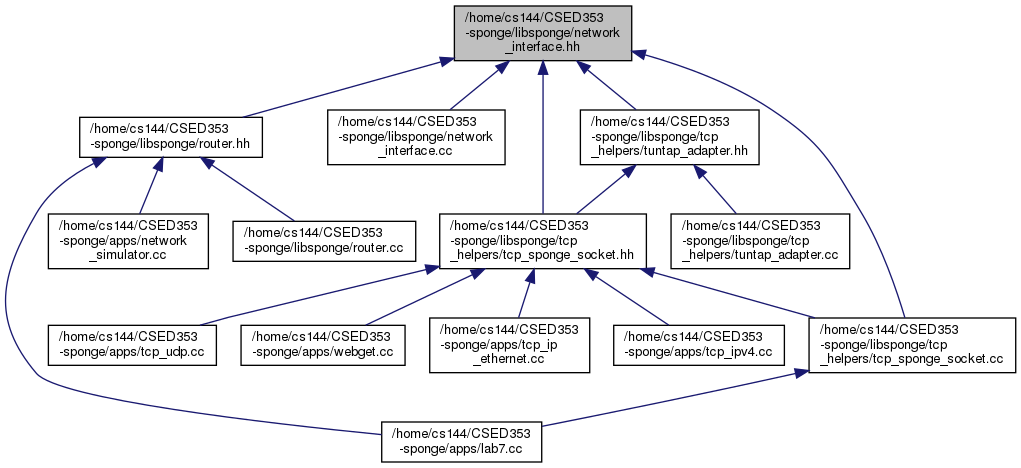 /home/cs144/CSED353
-sponge/libsponge/network
_interface.hh
/home/cs144/CSED353
-sponge/libsponge/router.hh
/home/cs144/CSED353
-sponge/libsponge/network
_interface.cc
/home/cs144/CSED353
-sponge/libsponge/tcp
_helpers/tuntap_adapter.hh
/home/cs144/CSED353
-sponge/apps/network
_simulator.cc
/home/cs144/CSED353
-sponge/libsponge/router.cc
/home/cs144/CSED353
-sponge/libsponge/tcp
_helpers/tcp_sponge_socket.hh
/home/cs144/CSED353
-sponge/libsponge/tcp
_helpers/tuntap_adapter.cc
/home/cs144/CSED353
-sponge/apps/tcp_udp.cc
/home/cs144/CSED353
-sponge/apps/webget.cc
/home/cs144/CSED353
-sponge/apps/tcp_ip
_ethernet.cc
/home/cs144/CSED353
-sponge/apps/tcp_ipv4.cc
/home/cs144/CSED353
-sponge/libsponge/tcp
_helpers/tcp_sponge_socket.cc
/home/cs144/CSED353
-sponge/apps/lab7.cc